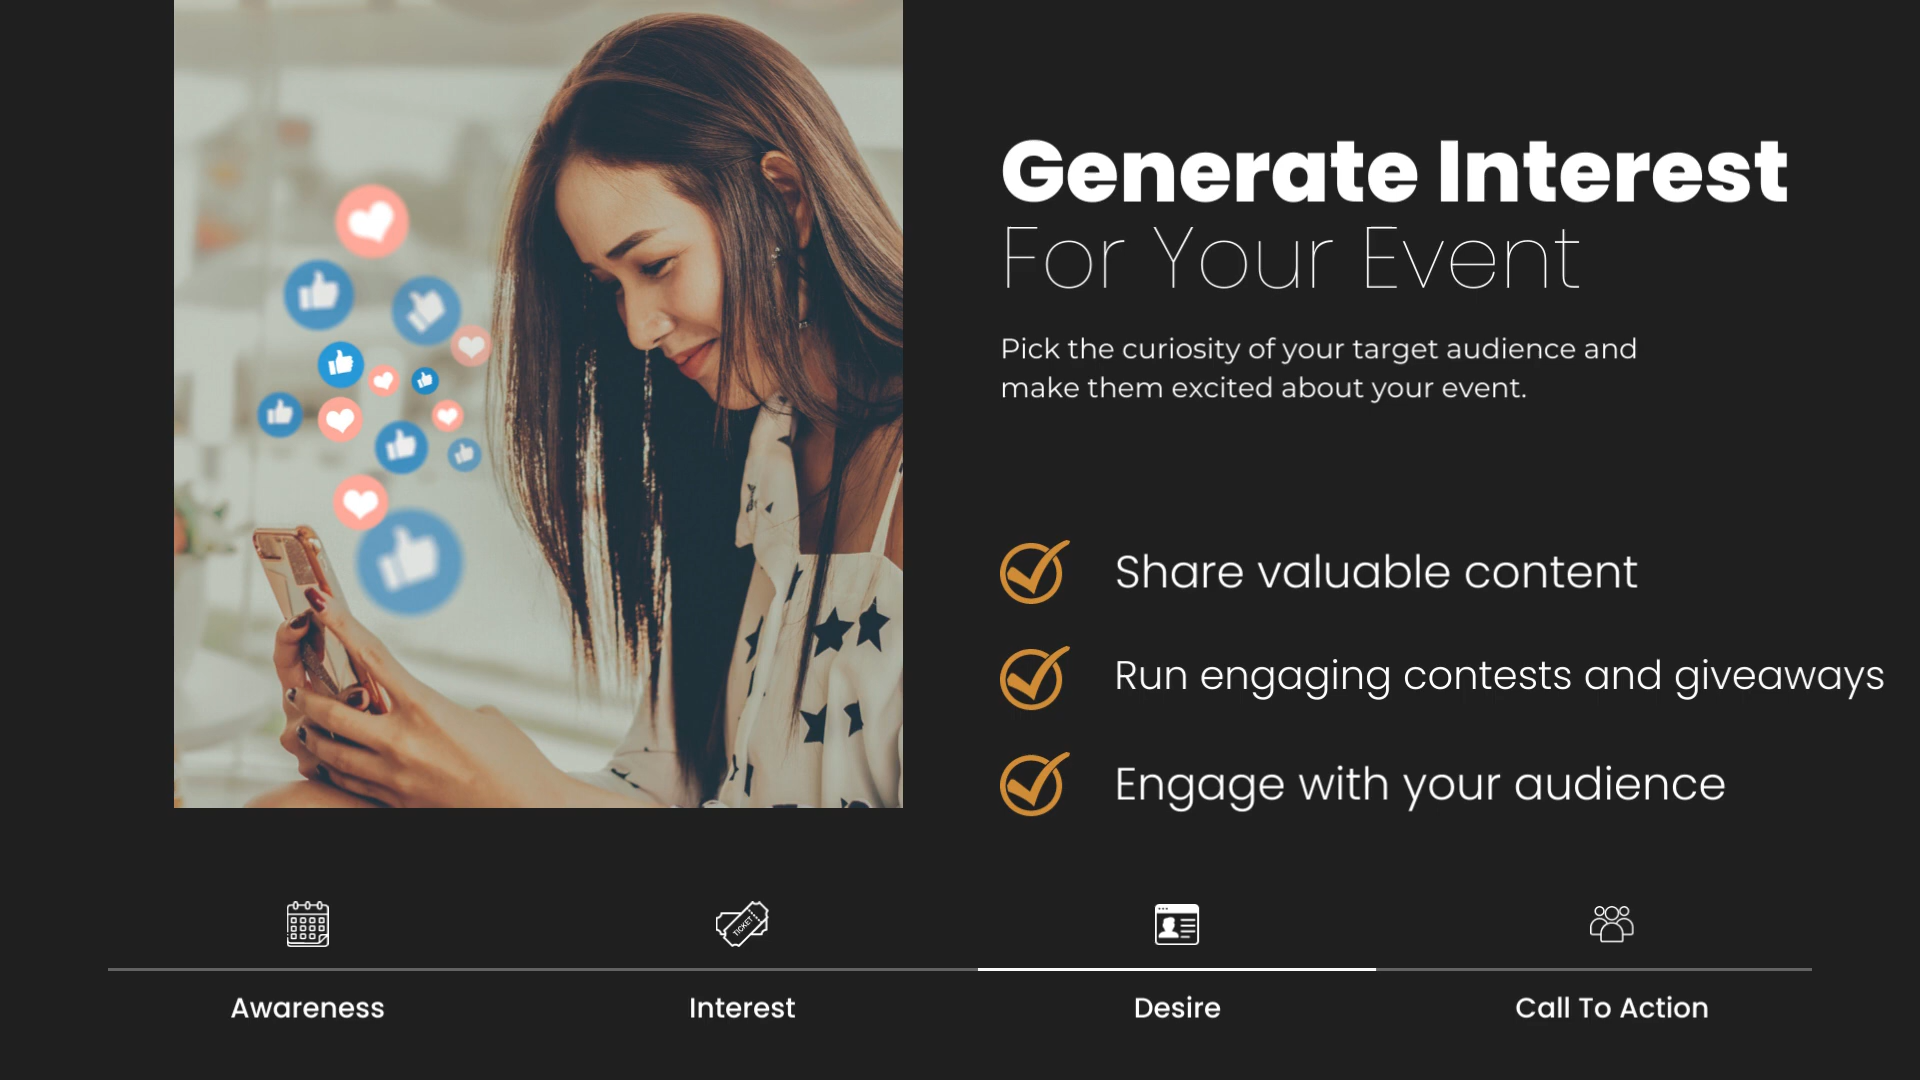 Generate Interest
For Your Event
Pick the curiosity of your target audience and
make them excited about your event.
Share valuable content
Run engaging contests and giveaways
Engage with your audience
TICKET
Awareness
Interest
Desire
Call To Action